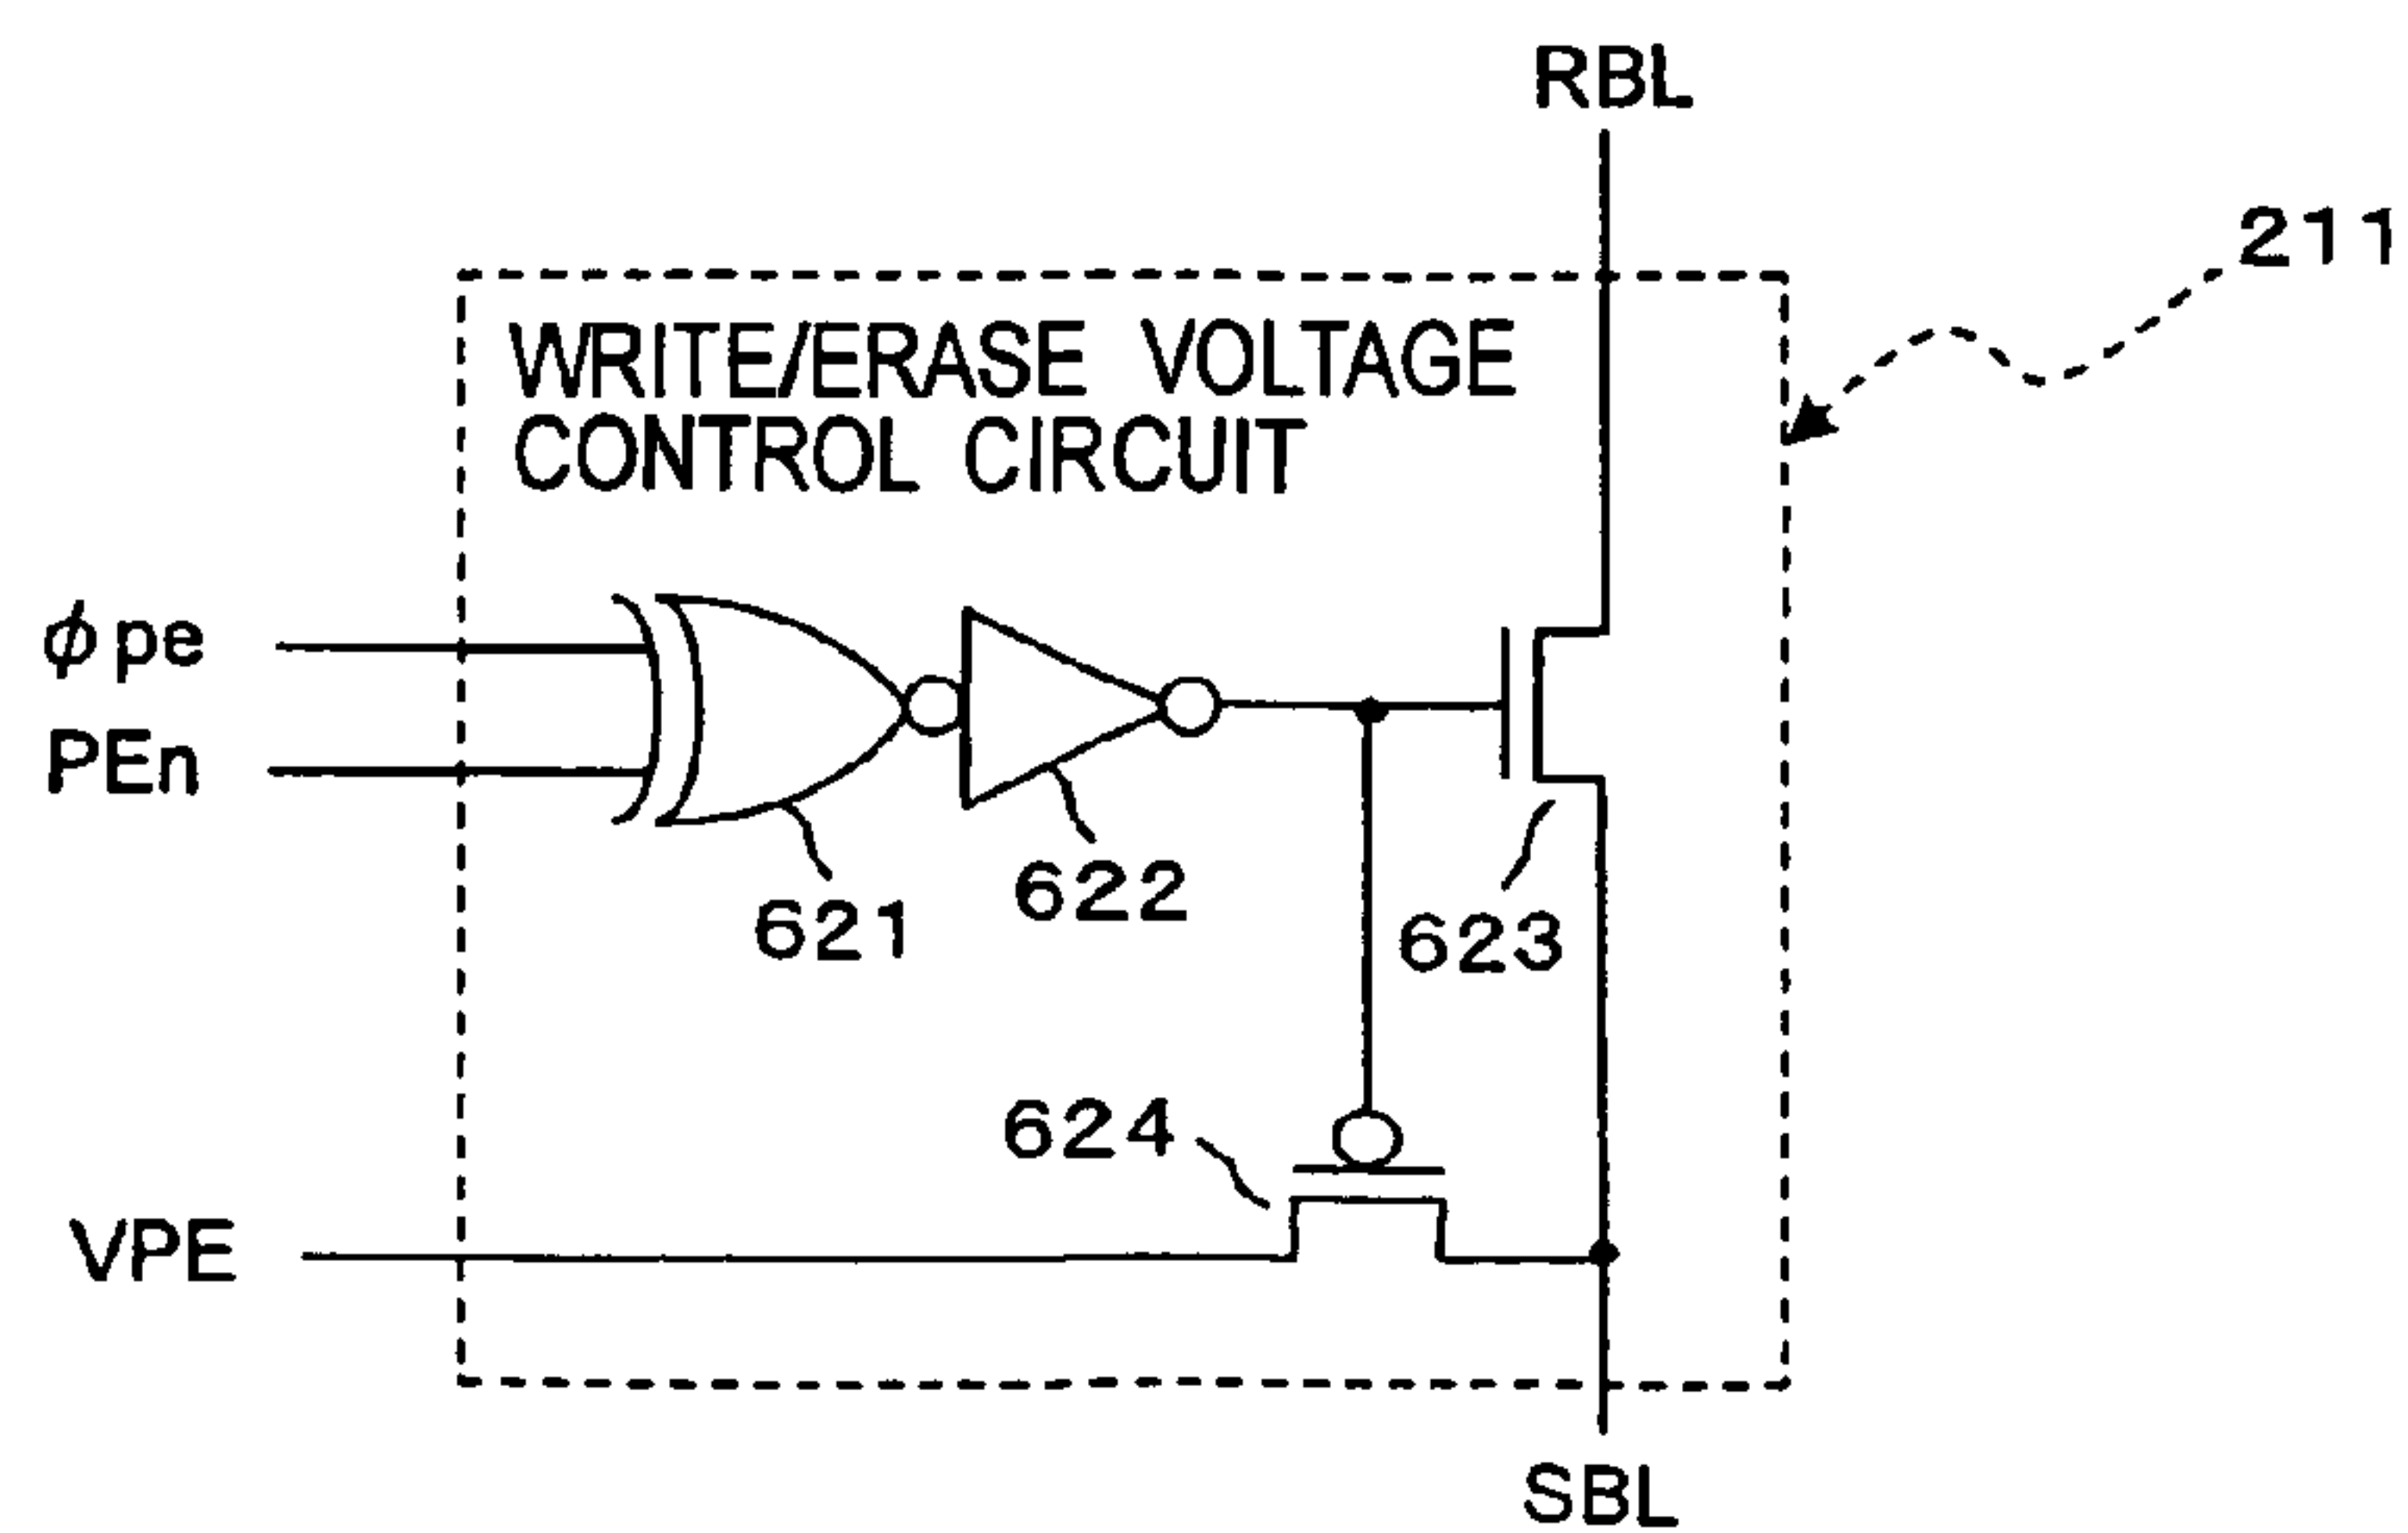 RBL
211
WRITE/ERASE VOLTAGE
CONTROL CIRCUIT
ϕpe
PEn
622
621
623
624
VPE
SBL